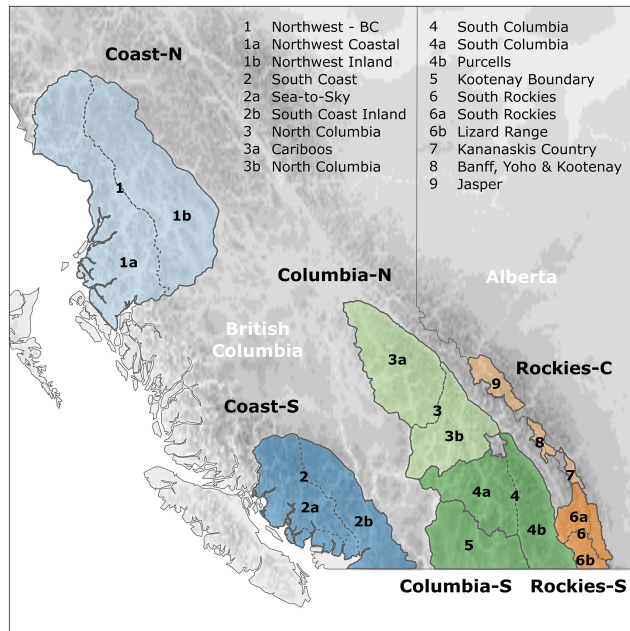 Coast-N
1 Northwest - BC
1a Northwest Coastal
1b Northwest Inland
2 South Coast
2a Sea-to-Sky
2b South Coast Inland
3 North Columbia
3a Cariboos
3b North Columbia
4 South Columbia
4a South Columbia
4b Purcells
5 Kootenay Boundary
6 South Rockies
6a South Rockies
6b Lizard Range
7 Kananaskis Country
8 Banff, Yoho & Kootenay
9 Jasper
1
1b
1a
Columbia-N
Alberta
British
Columbia
3a
Rockies-C
9
Coast-S
3
3b
8
2
7
4a
4
2a
2b
6a
4b
6
5
6b
Columbia-S
Rockies-S